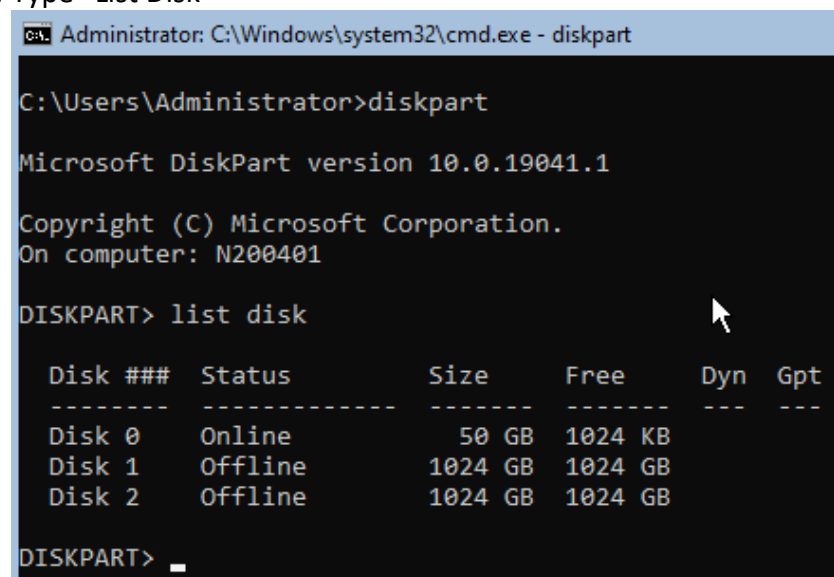 Type "List Disk"
Administrator: C:\Windows\system32\cmd.exe - diskpart
C:\Users\Administrator>diskpart
Microsoft DiskPart version 10.0.19041.1
Copyright (C) Microsoft Corporation.
On computer: N200401
DISKPART> list disk
  Disk ###  Status         Size     Free     Dyn  Gpt
  --------  -------------  -------  -------  ---  ---
  Disk 0    Online           50 GB  1024 KB
  Disk 1    Offline        1024 GB  1024 GB
  Disk 2    Offline        1024 GB  1024 GB
DISKPART>